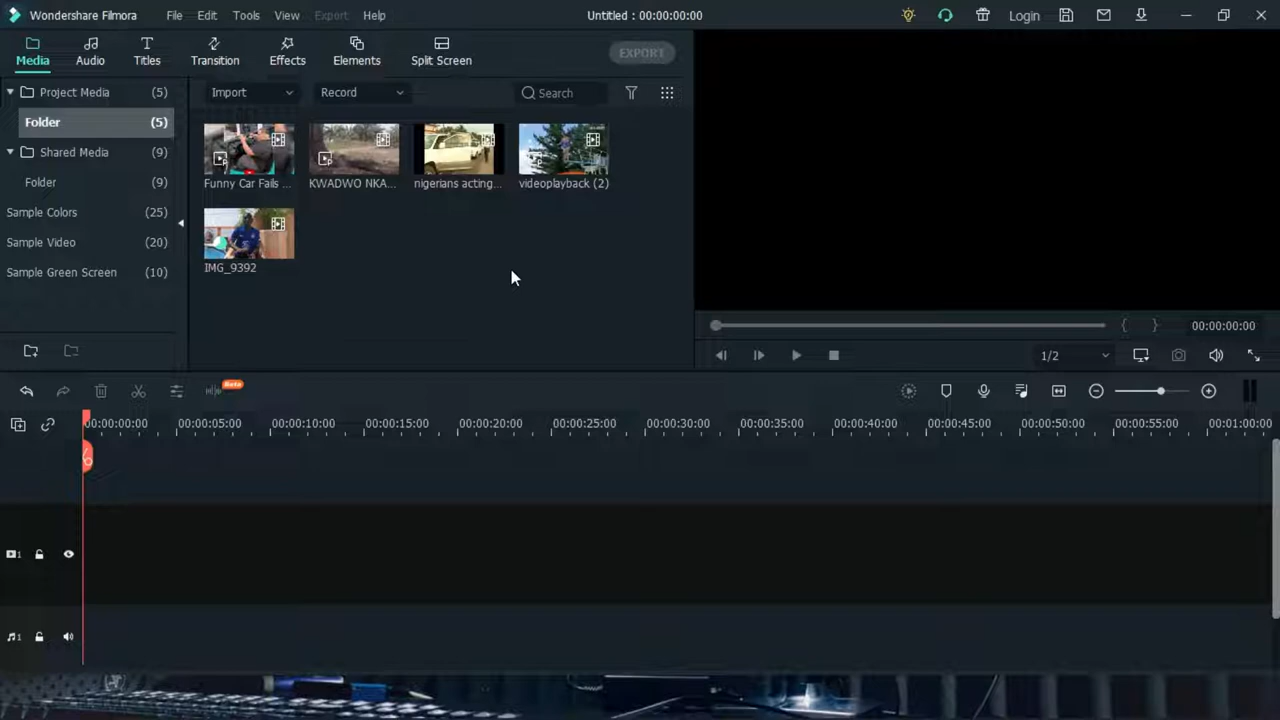 Wondershare Filmora File Edit Tools View Export Help Untitled : 00:00:00:00 Login
Media Audio Titles Transition Effects Elements Split Screen EXPORT
Project Media (5) Import Record Search
Folder (5)
Shared Media (9)
Folder (9)
Sample Colors (25)
Sample Video (20)
Sample Green Screen (10)
Funny Car Fails ... KWADWO NKA... nigerians acting... videoplayback (2)
IMG_9392
{ } 00:00:00:00
1/2
Beta
00:00:00:00 00:00:05:00 00:00:10:00 00:00:15:00 00:00:20:00 00:00:25:00 00:00:30:00 00:00:35:00 00:00:40:00 00:00:45:00 00:00:50:00 00:00:55:00 00:01:00:00
1
1